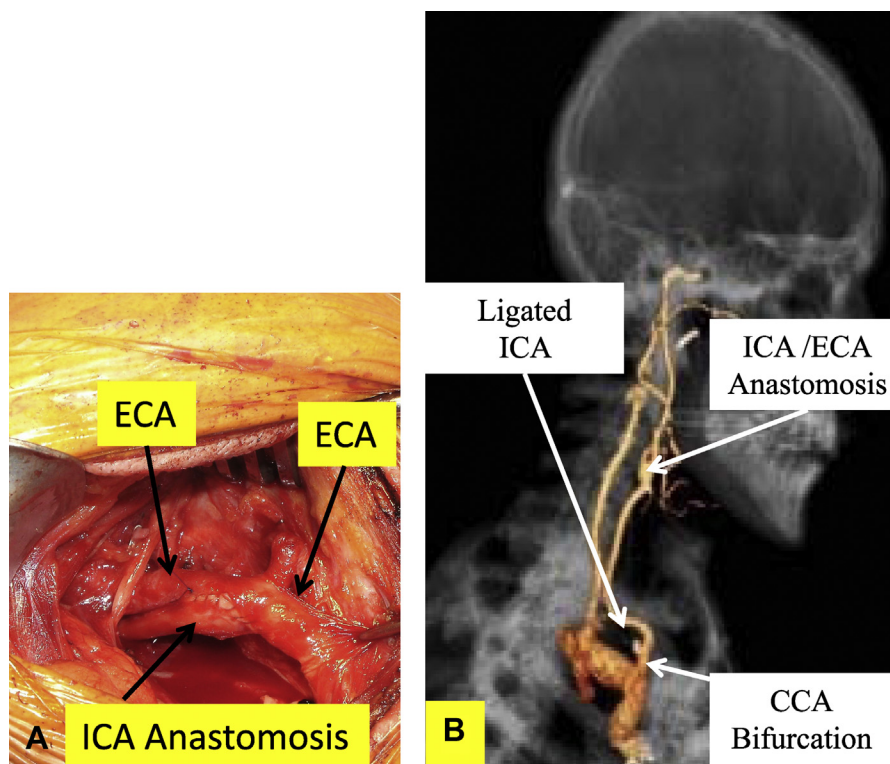 ECA
ECA
ICA Anastomosis
A
Ligated
ICA
ICA /ECA
Anastomosis
CCA
Bifurcation
B